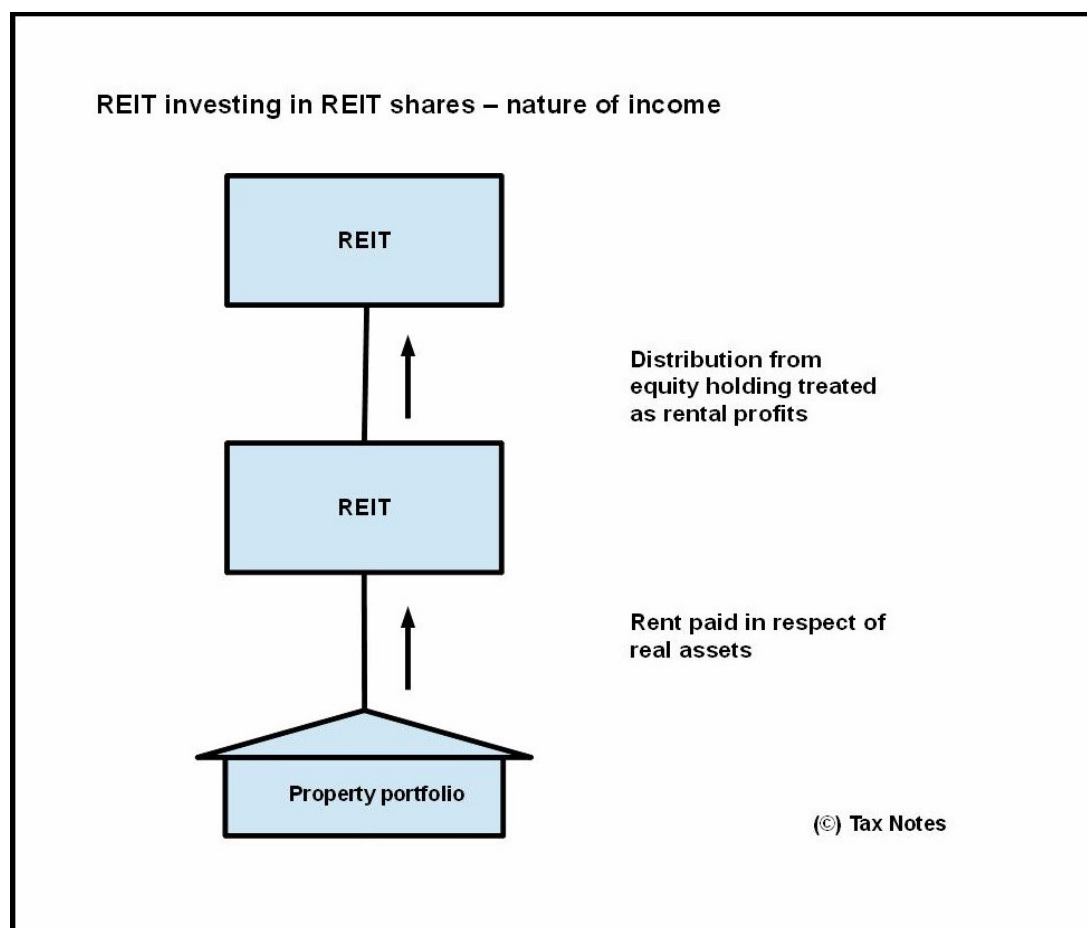 REIT investing in REIT shares – nature of income
REIT
Distribution from
equity holding treated
as rental profits
REIT
Rent paid in respect of
real assets
Property portfolio
(©) Tax Notes